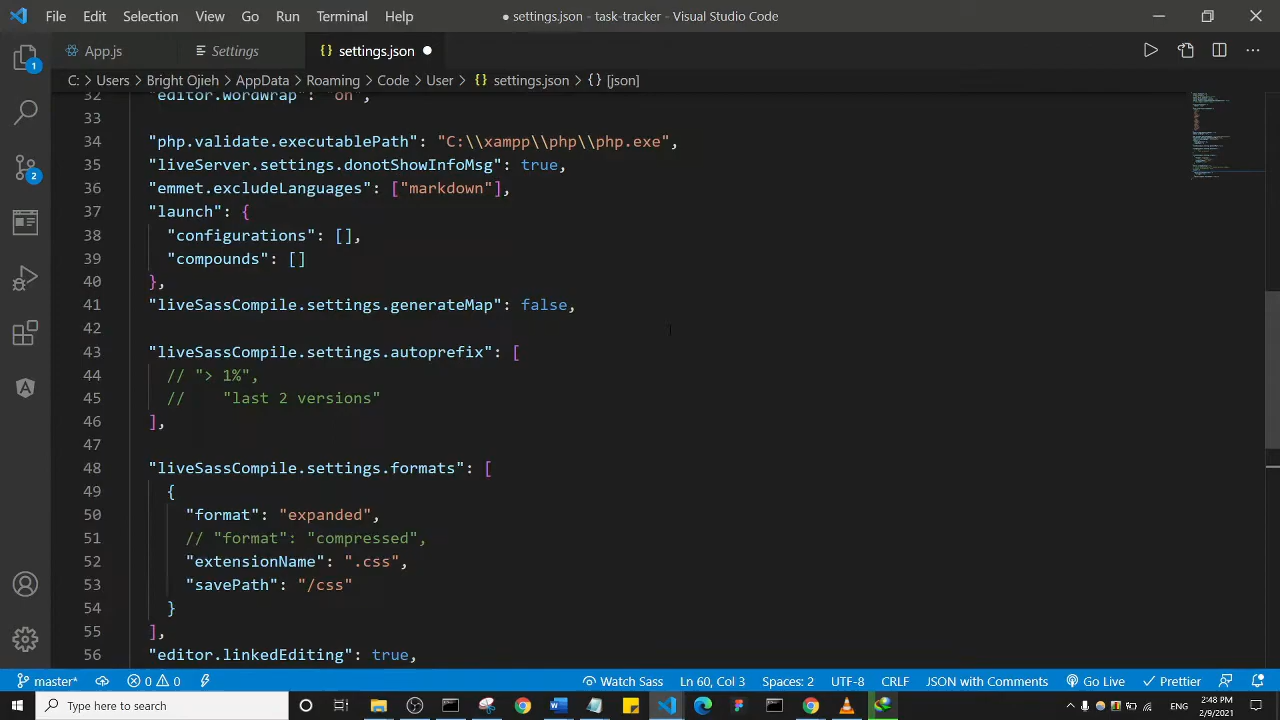 File Edit Selection View Go Run Terminal Help
● settings.json - task-tracker - Visual Studio Code
App.js
Settings
{} settings.json ●
C: > Users > Bright Ojieh > AppData > Roaming > Code > User > {} settings.json > {} [json]
32 "editor.wordWrap": "on",
33
34 "php.validate.executablePath": "C:\\xampp\\php\\php.exe",
35 "liveServer.settings.donotShowInfoMsg": true,
36 "emmet.excludeLanguages": ["markdown"],
37 "launch": {
38 "configurations": [],
39 "compounds": []
40 },
41 "liveSassCompile.settings.generateMap": false,
42
43 "liveSassCompile.settings.autoprefix": [
44 // "> 1%",
45 // "last 2 versions"
46 ],
47
48 "liveSassCompile.settings.formats": [
49 {
50 "format": "expanded",
51 // "format": "compressed",
52 "extensionName": ".css",
53 "savePath": "/css"
54 }
55 ],
56 "editor.linkedEditing": true,
1
2
master* 0 0 Watch Sass Ln 60, Col 3 Spaces: 2 UTF-8 CRLF JSON with Comments Go Live Prettier
Type here to search
ENG
2:48 PM
2/9/2021